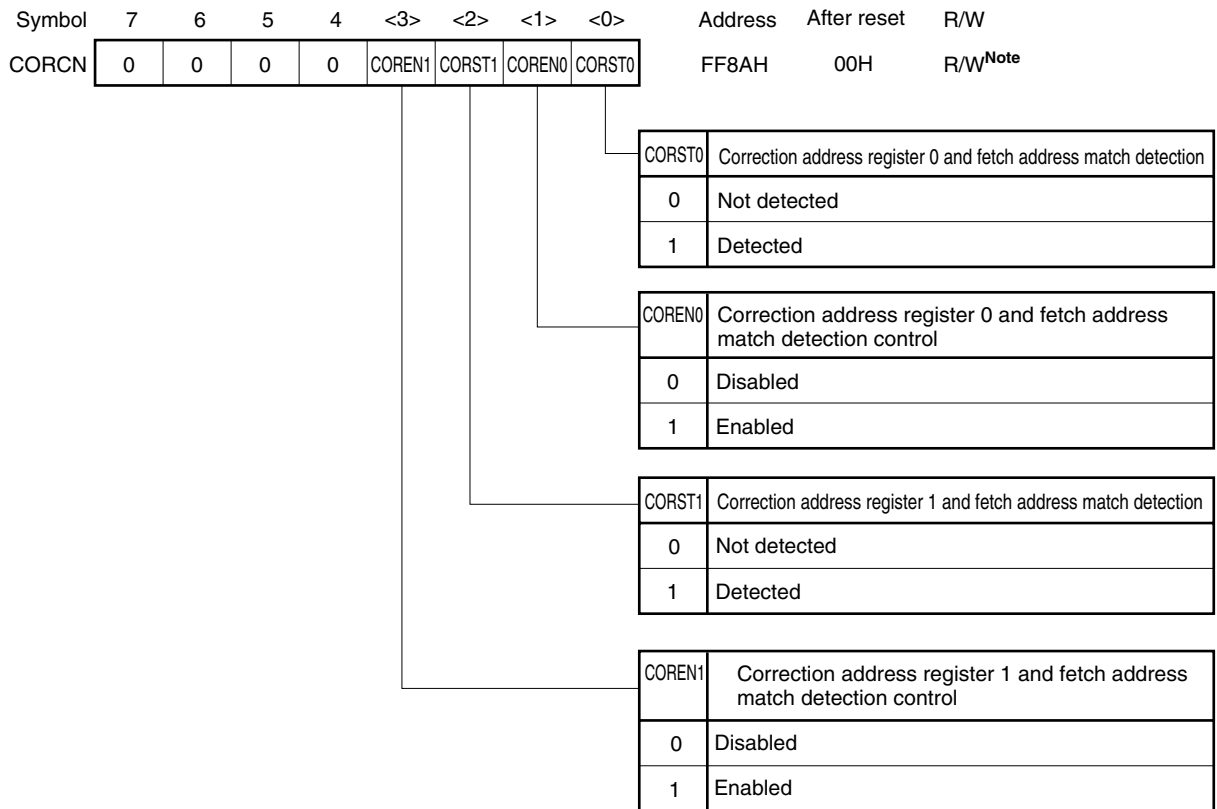 Symbol 7 6 5 4 <3> <2> <1> <0> Address After reset R/W
CORCN 0 0 0 0 COREN1 CORST1 COREN0 CORST0 FF8AH 00H R/WNote
CORST0 Correction address register 0 and fetch address match detection
0 Not detected
1 Detected
COREN0 Correction address register 0 and fetch address
match detection control
0 Disabled
1 Enabled
CORST1 Correction address register 1 and fetch address match detection
0 Not detected
1 Detected
COREN1 Correction address register 1 and fetch address
match detection control
0 Disabled
1 Enabled